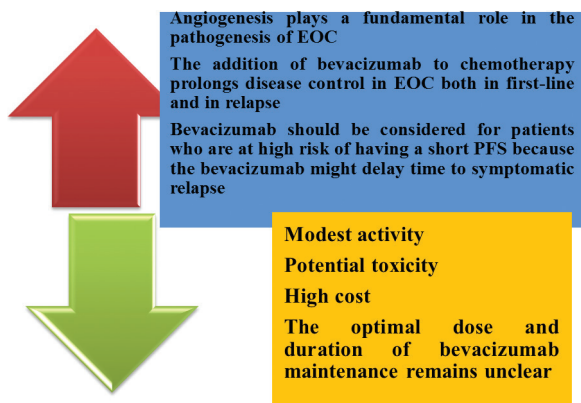 Angiogenesis plays a fundamental role in the
pathogenesis of EOC
The addition of bevacizumab to chemotherapy
prolongs disease control in EOC both in first-line
and in relapse
Bevacizumab should be considered for patients
who are at high risk of having a short PFS because
the bevacizumab might delay time to symptomatic
relapse
Modest activity
Potential toxicity
High cost
The optimal dose and
duration of bevacizumab
maintenance remains unclear